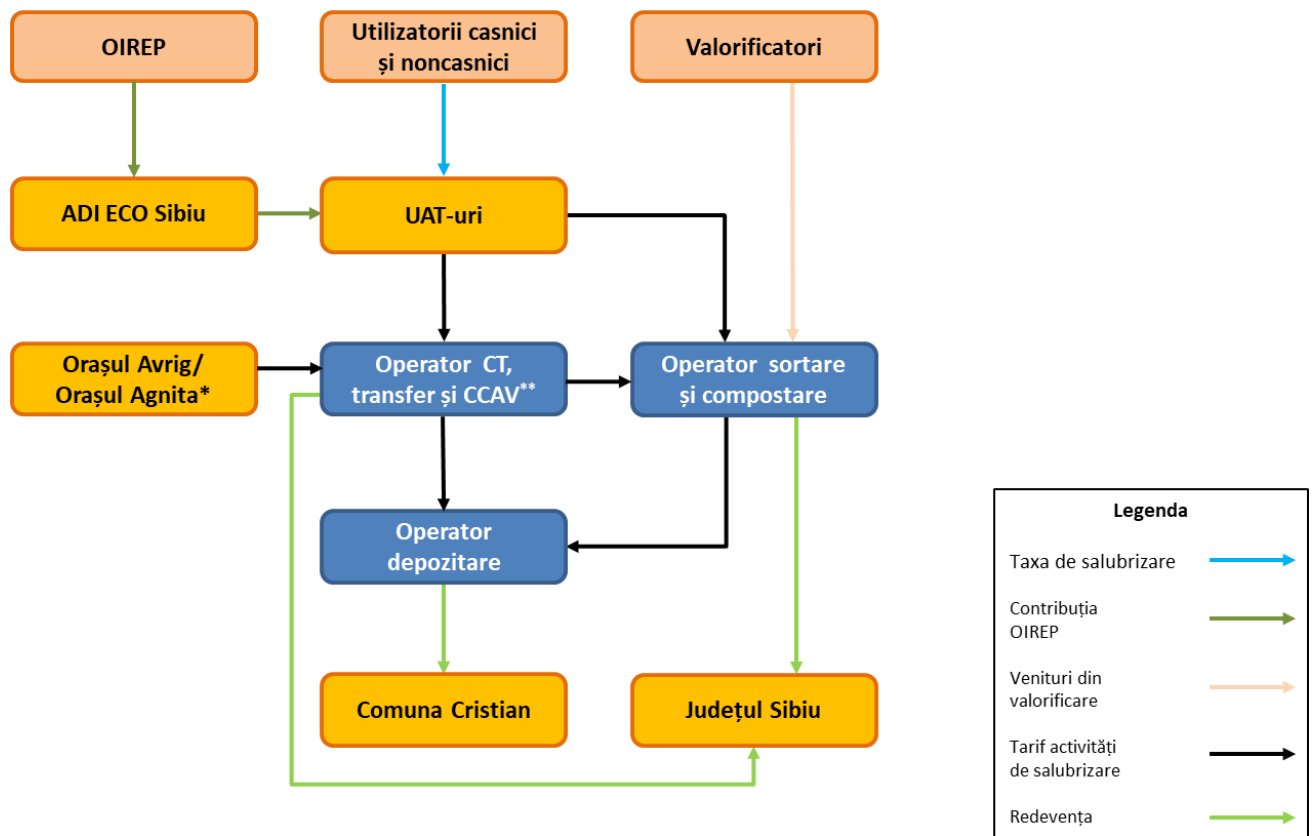 OIREP
Utilizatorii casnici
și noncasnici
Valorificatori
ADI ECO Sibiu
UAT-uri
Orașul Avrig/
Orașul Agnita*
Operator CT,
transfer și CCAV**
Operator sortare
și compostare
Operator
depozitare
Comuna Cristian
Județul Sibiu
Legenda
Taxa de salubrizare
Contribuția
OIREP
Venituri din
valorificare
Tarif activități
de salubrizare
Redevența